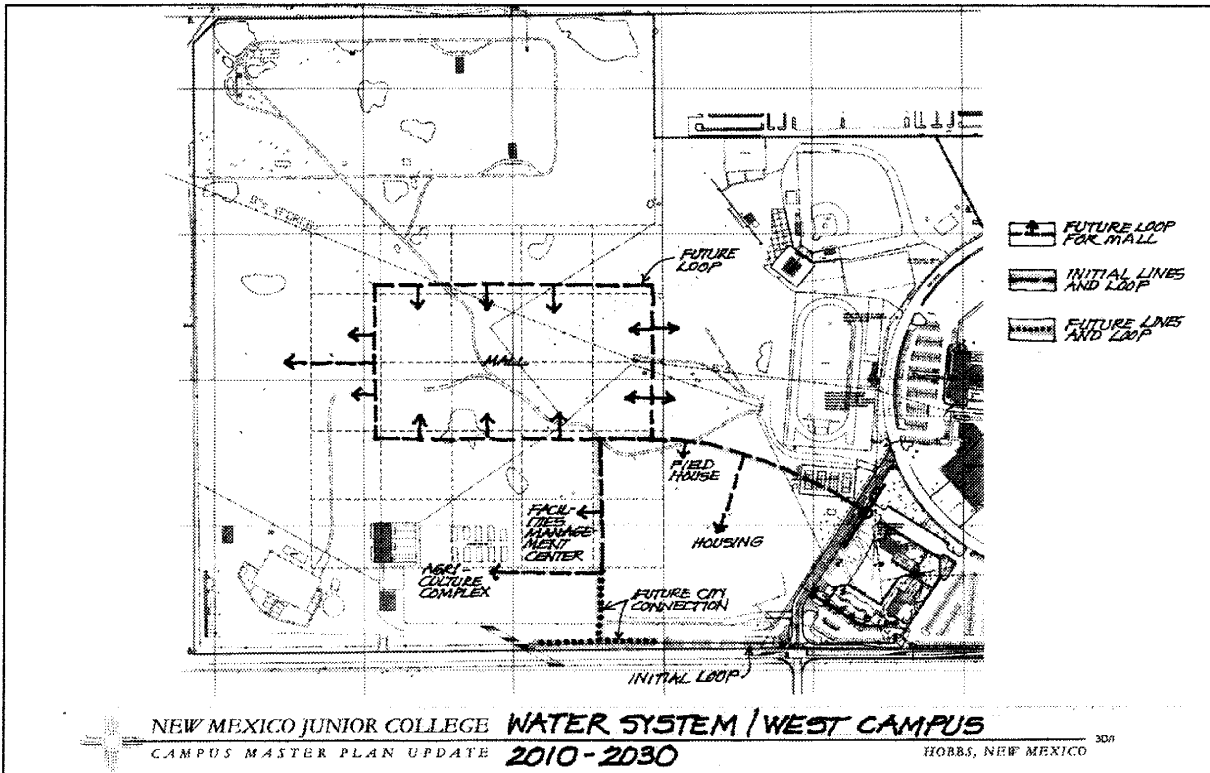 FUTURE LOOP
FOR MALL
INITIAL LINES
AND LOOP
FUTURE LINES
AND LOOP
FUTURE
LOOP
MALL
FIELD
HOUSE
FACIL-
ITIES
MANAGE
MENT
CENTER
HOUSING
AGRI-
CULTURE
COMPLEX
FUTURE CITY
CONNECTION
INITIAL LOOP
NEW MEXICO JUNIOR COLLEGE WATER SYSTEM / WEST CAMPUS
CAMPUS MASTER PLAN UPDATE 2010-2030 HOBBS, NEW MEXICO